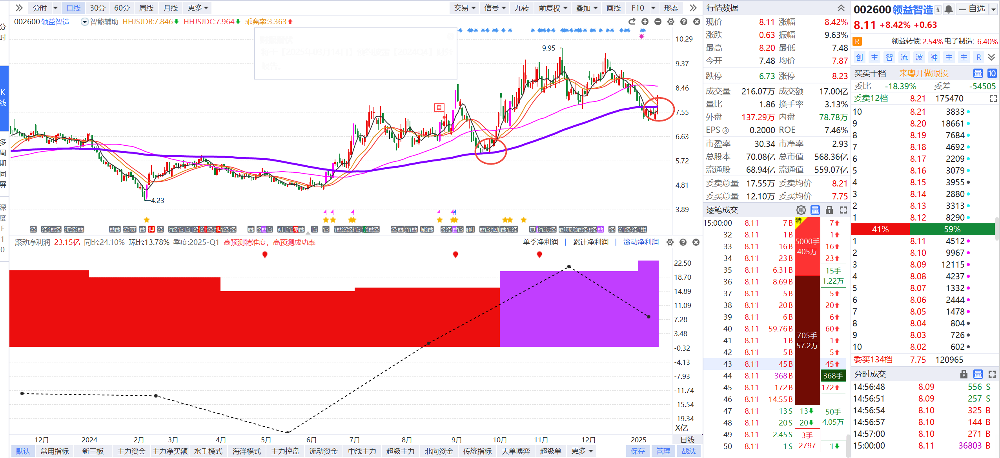 分时 日线 30分 60分 周线 月线 更多 交易 信号 九转 前复权 叠加 画线 F10 形态
002600 领益智造 智能辅助 HHJSJDB:7.846 HHJSJDC:7.964 乖离率:3.363
分时
K线
多周期同屏
深度F10
10.29
9.37
8.46
7.55
6.63
5.72
4.81
3.89
9.95→
自
←4.23
滚动净利润 23.15亿 同比:24.10% 环比:13.78% 季度:2025-Q1 高预测精准度，高预测成功率 单季净利润 | 累计净利润 | 滚动净利润
22.50
18.70
14.89
11.09
7.28
3.48
-0.32
-4.13
-7.93
-11.74
-15.54
-19.34
X亿
12月 2024 2月 3月 4月 5月 6月 7月 8月 9月 10月 11月 12月 2025 日线
默认 常用指标 新三板 主力资金 主力净买额 水手模式 海洋模式 主力控盘 流动资金 中线主力 超级主力 北向资金 传统指标 大单博弈 超级单 更多 保存 管理 战法
行情数据
现价 8.11 涨幅 8.42%
涨跌 0.63 振幅 9.63%
最高 8.20 最低 7.48
今开 7.48 均价 7.87
跌停 6.73 涨停 8.23
成交量 216.07万 成交额 17.00亿
量比 1.86 换手率 3.13%
外盘 137.29万 内盘 78.78万
EPS③ 0.2000 ROE 7.46%
市盈率 30.34 市净率 2.93
总股本 70.08亿 总市值 568.36亿
流通股 68.94亿 流通值 559.07亿
委卖总量 17.55万 委卖均价 8.21
委买总量 12.10万 委买均价 7.75
逐笔成交 单 量
15:00:00 8.11 7 B 7
32 8.11 1 B 1
33 8.11 16 B 16
34 8.11 23 B 23
35 8.11 6.31 B
36 8.11 8.69 B
37 8.11 5 B 5
38 8.11 20 B 20
39 8.11 6 B 6
40 8.11 59.76 B 60
41 8.11 1 B 1
42 8.11 5 B 5
43 8.11 45 B 45
44 8.11 368 B 368手
45 8.11 172 B 172
46 8.11 14.55 B
47 8.11 13 S 13
48 8.11 20 S 20
49 8.11 2.45 S
50 8.11 1 S 1
特
5000手
405万
705手
57.2万
3手
2797
15手
1.22万
50手
4.05万
002600 领益智造 自选
8.11 +8.42% +0.63
R 领益转债:2.54% 电子制造: 6.40%
创 主 智 流 波 神 主 主 R
买卖十档 来粤开做跟投 量 10
委比 -18.39% 委差 -54505
委卖12档 8.21 175470
10 8.21 3833
9 8.20 18661
8 8.19 7684
7 8.18 4692
6 8.17 2209
5 8.16 3079
4 8.15 3955
3 8.14 2880
2 8.13 3313
1 8.12 8290
41% 59%
1 8.11 4512
2 8.10 9967
3 8.09 12115
4 8.08 4237
5 8.07 1332
6 8.06 2444
7 8.05 1478
8 8.04 804
9 8.03 726
10 8.02 602
委买134档 7.75 120965
分时成交 量
14:56:48 8.09 556 S
14:56:51 8.09 257 S
14:56:54 8.10 325 B
14:56:57 8.10 144 B
14:57:00 8.10 271 B
15:00:00 8.11 36803 B